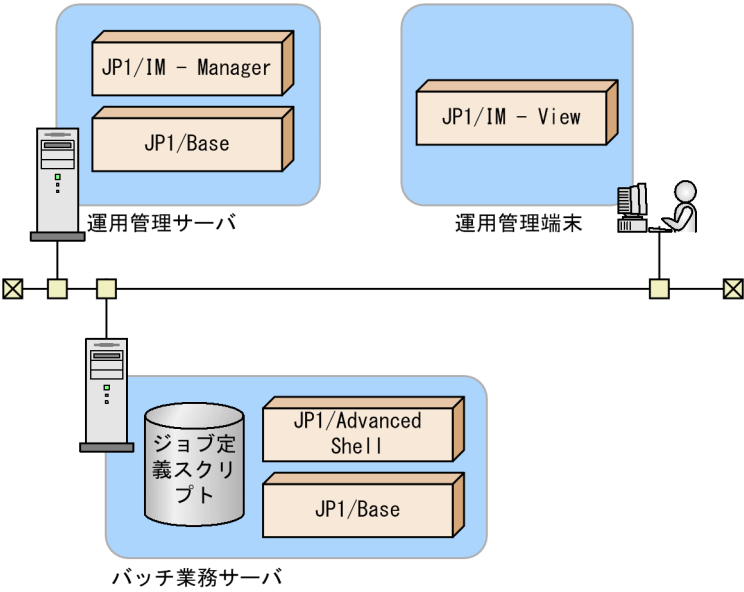 JP1/IM - Manager
JP1/Base
運用管理サーバ
JP1/IM - View
運用管理端末
ジョブ定
義スクリ
プト
JP1/Advanced
Shell
JP1/Base
バッチ業務サーバ